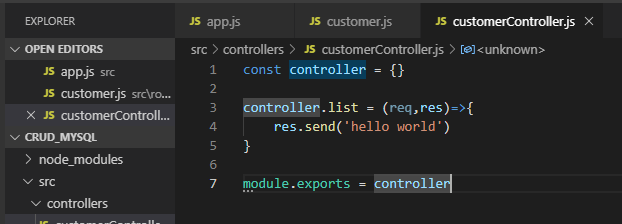 EXPLORER
JS app.js
JS customer.js
JS customerController.js ×
OPEN EDITORS
JS app.js src
JS customer.js src\ro...
× JS customerControll...
CRUD_MYSQL
> node_modules
src
controllers
src > controllers > JS customerController.js > <unknown>
1 const controller = {}
2
3 controller.list = (req,res)=>{
4 res.send('hello world')
5 }
6
7 module.exports = controller